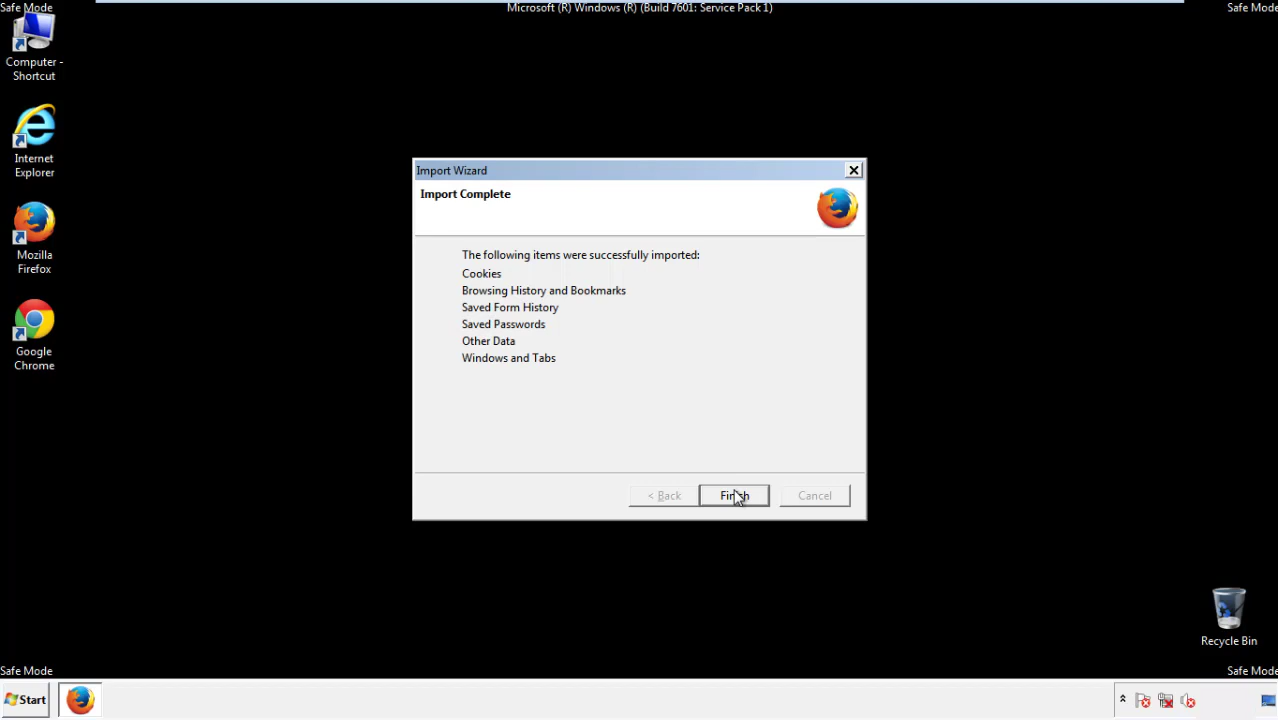 Safe Mode
Microsoft (R) Windows (R) (Build 7601: Service Pack 1)
Safe Mode
Computer -
Shortcut
Internet
Explorer
Mozilla
Firefox
Google
Chrome
Import Wizard
Import Complete
The following items were successfully imported:
Cookies
Browsing History and Bookmarks
Saved Form History
Saved Passwords
Other Data
Windows and Tabs
< Back
Finish
Cancel
Recycle Bin
Safe Mode
Safe Mode
Start